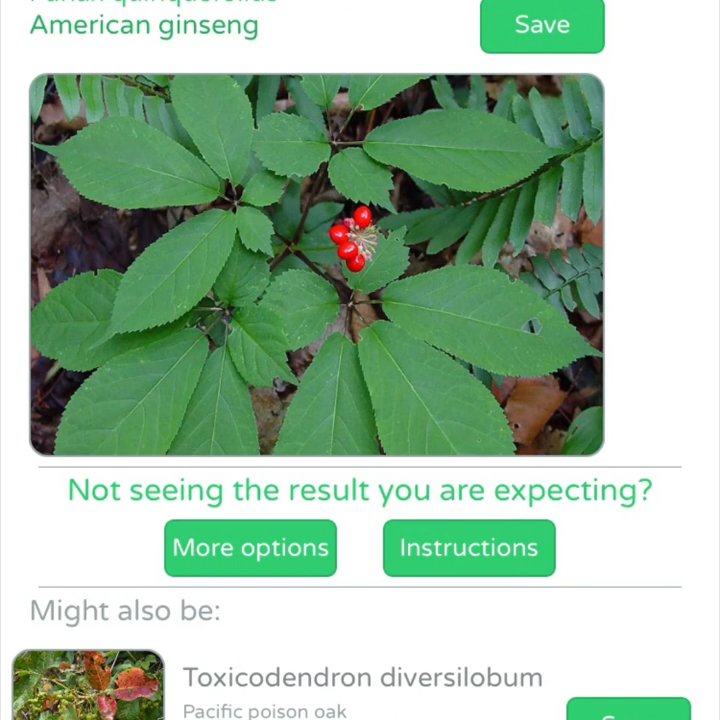 American ginseng
Save
Not seeing the result you are expecting?
More options
Instructions
Might also be:
Toxicodendron diversilobum
Pacific poison oak